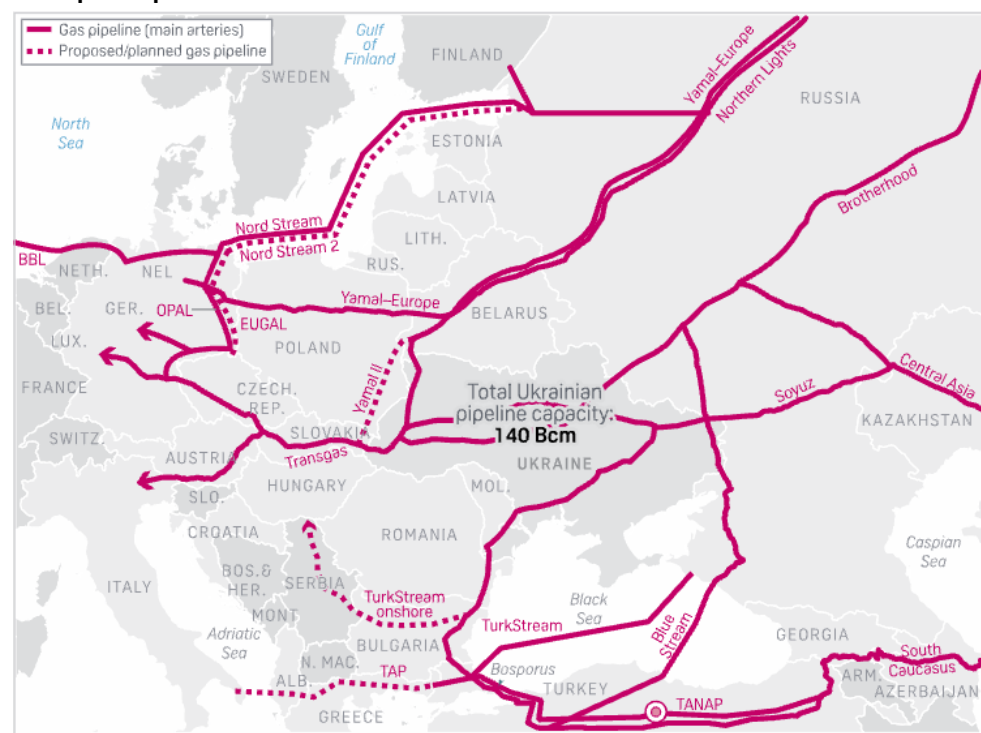 Gas pipeline (main arteries)
Proposed/planned gas pipeline
Gulf
of
Finland
FINLAND
SWEDEN
Yamal–Europe
Northern Lights
RUSSIA
North
Sea
ESTONIA
LATVIA
Brotherhood
Nord Stream
Nord Stream 2
LITH.
RUS.
BBL
NETH.
NEL
Yamal–Europe
BEL.
GER.
OPAL
EUGAL
BELARUS
LUX.
POLAND
Yamal II
FRANCE
CZECH.
REP.
Total Ukrainian
pipeline capacity:
140 Bcm
Soyuz
Central Asia
KAZAKHSTAN
SWITZ.
SLOVAKIA
AUSTRIA
Transgas
UKRAINE
HUNGARY
MOL.
SLO.
CROATIA
ROMANIA
Caspian
Sea
BOS.&
HER.
SERBIA
ITALY
TurkStream
onshore
Black
Sea
MONT
TurkStream
Blue
Stream
GEORGIA
Adriatic
Sea
BULGARIA
N. MAC.
ALB.
TAP
Bosporus
TURKEY
South
Caucasus
ARM.
AZERBAIJAN
TANAP
GREECE